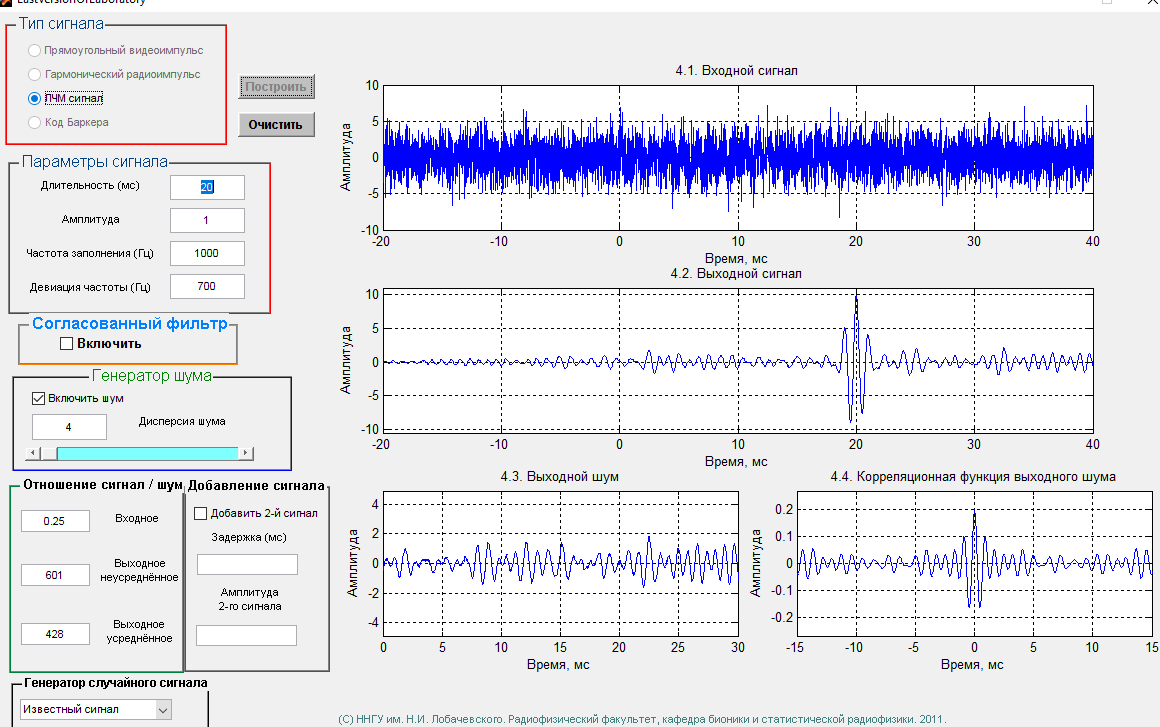 LastVersionOfLaboratory
Тип сигнала
Прямоугольный видеоимпульс
Гармонический радиоимпульс
ЛЧМ сигнал
Код Баркера
Построить
Очистить
Параметры сигнала
Длительность (мс)
20
Амплитуда
1
Частота заполнения (Гц)
1000
Девиация частоты (Гц)
700
Согласованный фильтр
Включить
Генератор шума
Включить шум
4
Дисперсия шума
Отношение сигнал / шум
0.25
Входное
601
Выходное
неусреднённое
428
Выходное
усреднённое
Добавление сигнала
Добавить 2-й сигнал
Задержка (мс)
Амплитуда
2-го сигнала
Генератор случайного сигнала
Известный сигнал
4.1. Входной сигнал
Амплитуда
10
5
0
-5
-10
-20 -10 0 10 20 30 40
Время, мс
4.2. Выходной сигнал
Амплитуда
10
5
0
-5
-10
-20 -10 0 10 20 30 40
Время, мс
4.3. Выходной шум
Амплитуда
4
2
0
-2
-4
0 5 10 15 20 25 30
Время, мс
4.4. Корреляционная функция выходного шума
Амплитуда
0.2
0.1
0
-0.1
-0.2
-15 -10 -5 0 5 10 15
Время, мс
(С) ННГУ им. Н.И. Лобачевского. Радиофизический факультет, кафедра бионики и статистической радиофизики. 2011.